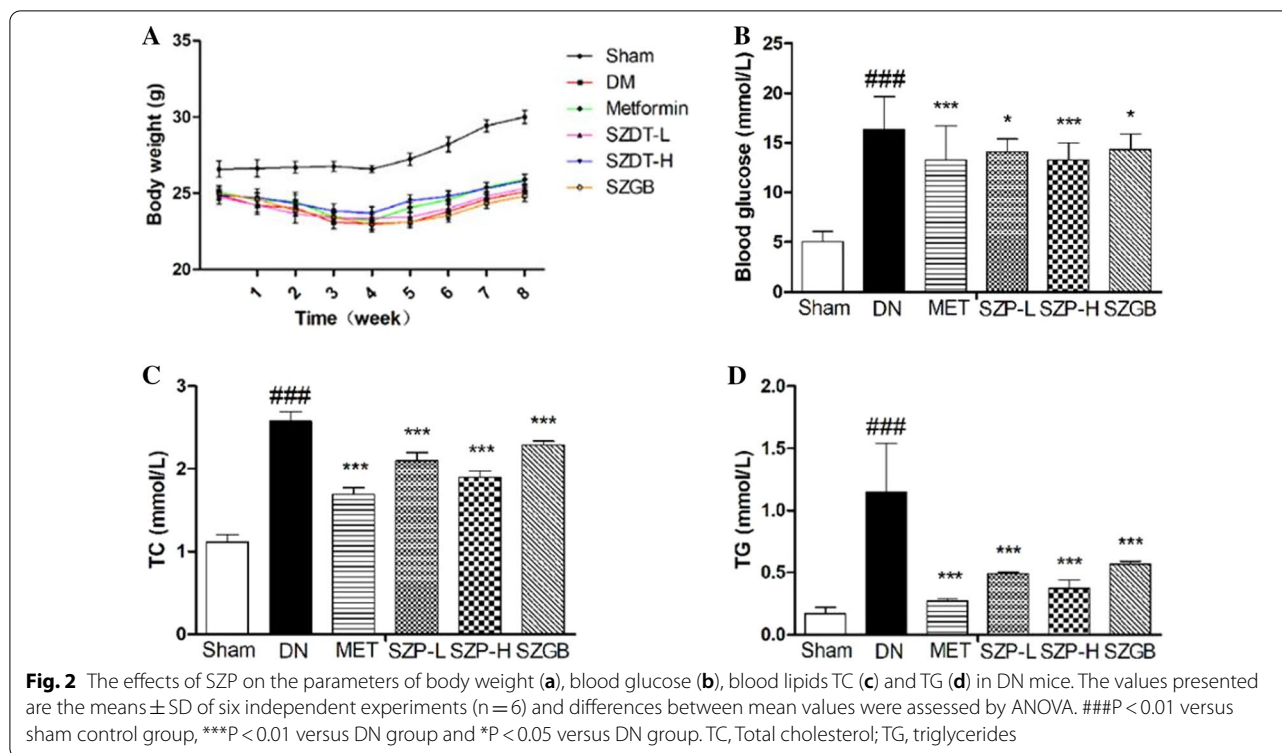 A
35
30
25
20
Body weight (g)
1 2 3 4 5 6 7 8
Time (week)
Sham
DM
Metformin
SZDT-L
SZDT-H
SZGB
B
25
20
15
10
5
0
Blood glucose (mmol/L)
###
***
*
***
*
Sham DN MET SZP-L SZP-H SZGB
C
3
2
1
0
TC (mmol/L)
###
***
***
***
***
Sham DN MET SZP-L SZP-H SZGB
D
2.0
1.5
1.0
0.5
0.0
TG (mmol/L)
###
***
***
***
***
Sham DN MET SZP-L SZP-H SZGB
Fig. 2 The effects of SZP on the parameters of body weight (a), blood glucose (b), blood lipids TC (c) and TG (d) in DN mice. The values presented
are the means ± SD of six independent experiments (n = 6) and differences between mean values were assessed by ANOVA. ###P < 0.01 versus
sham control group, ***P < 0.01 versus DN group and *P < 0.05 versus DN group. TC, Total cholesterol; TG, triglycerides